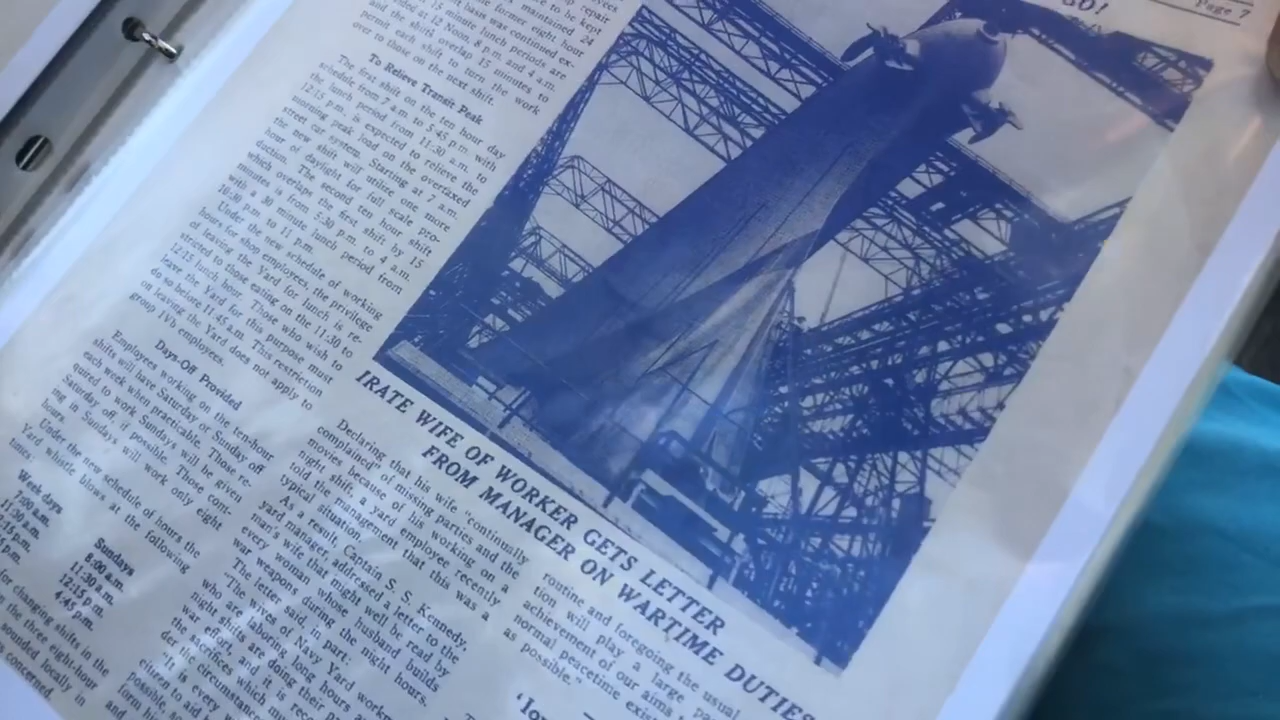 GO!
Page 7
repair
to be kept
maintained 24
former eight hour
basis was continued ex-
15 minute lunch periods are
at 12 Noon, 8 p.m. and 4 a.m.
and the shifts overlap 15 minutes to
permit each shift to turn the work
over to those on the next shift.
To Relieve Transit Peak
The first shift on the ten hour day
schedule from 7 a.m. to 5:45 p.m. with
the lunch period from 11:30 a.m. to
12:15 p.m. is expected to relieve the
morning peak load on the overtaxed
street car system. Starting at 7 a.m.
the new shift will utilize one more
hour of daylight for full scale pro-
duction. The second ten hour shift
which overlaps the first shift by 15
minutes is from 5:30 p.m. to 4 a.m.
with a 30 minute lunch period from
10:30 p.m. to 11 p.m.
Under the new schedule of working
hours for shop employees, the privilege
of leaving the Yard for lunch is re-
stricted to those eating on the 11:30 to
12:15 lunch hour. Those who wish to
leave the Yard for this purpose must
do so before 11:45 a.m. This restriction
on leaving the Yard does not apply to
group IVb employees.
Days-Off Provided
Employees working on the ten-hour
shifts will have Saturday or Sunday off
each week when practicable. Those re-
quired to work Sundays will be given
Saturday off, if possible. Those com-
ing in Sundays will work only eight
hours.
Under the new schedule of hours the
Yard whistle blows at the following
times:
Week days
7:00 a.m.
11:30 a.m.
Sundays
8:00 a.m.
11:30 a.m.
12:15 p.m.
4:45 p.m.
for changing shifts in the
the three eight-hour
sounded locally in
concerned.
IRATE WIFE OF WORKER GETS LETTER
FROM MANAGER ON WARTIME DUTIES
Declaring that his wife "continually
complained" of missing parties and the
movies because of his working on a
night shift, a yard employee recently
told the management that this was a
typical situation.
As a result, Captain S. S. Kennedy,
yard manager, addressed a letter to the
man's wife, that might well be read by
every woman whose husband builds
war weapons during the night hours.
The letter said, in part:
"The wives of Navy Yard workers
who are laboring long hours and
night shifts are doing their part
war effort, and it is
the sacrifices which
der circumstances
It is every
citizen to aid
possible,
form his
and
routine and foregoing the usual
tion will play a large part
achievement of our aims
normal peacetime
as possible."